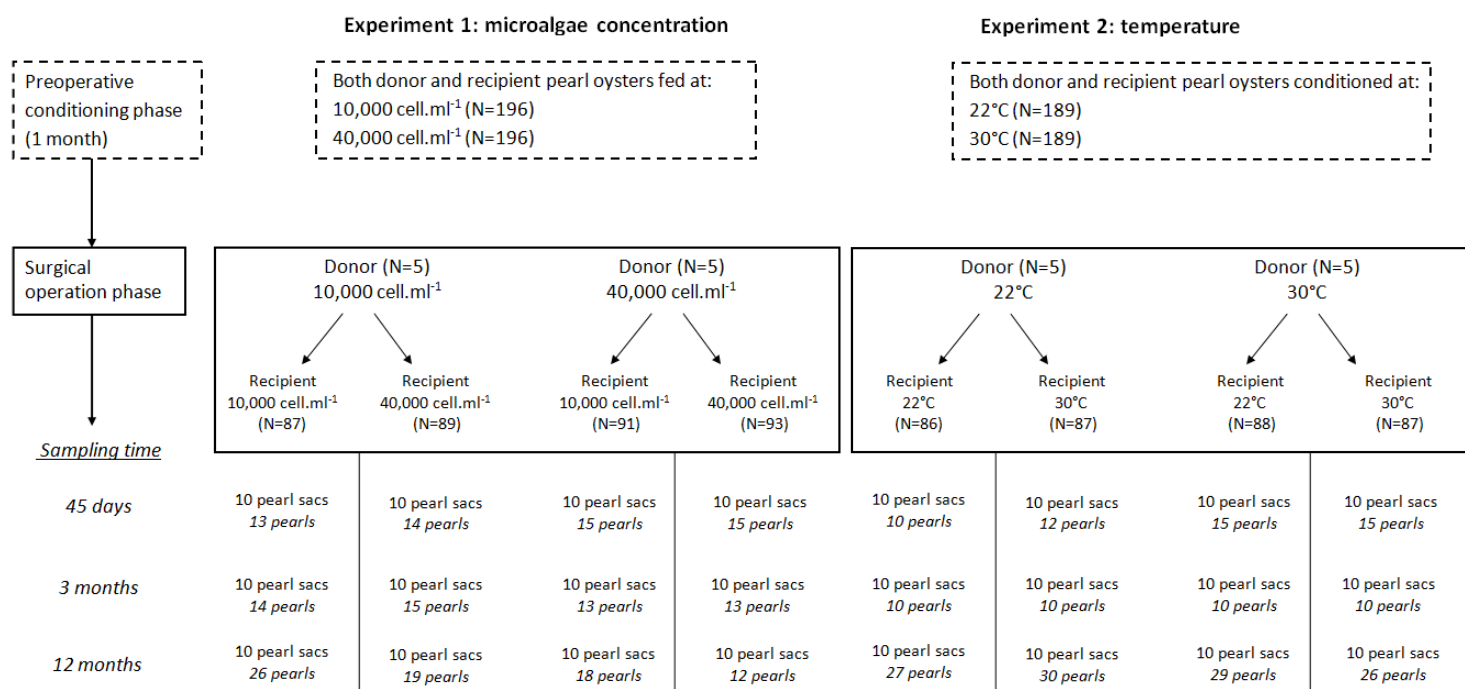 Experiment 1: microalgae concentration
Experiment 2: temperature
Preoperative
conditioning phase
(1 month)
Both donor and recipient pearl oysters fed at:
10,000 cell.ml⁻¹ (N=196)
40,000 cell.ml⁻¹ (N=196)
Both donor and recipient pearl oysters conditioned at:
22°C (N=189)
30°C (N=189)
Surgical
operation phase
Donor (N=5)
10,000 cell.ml⁻¹
Donor (N=5)
40,000 cell.ml⁻¹
Donor (N=5)
22°C
Donor (N=5)
30°C
Recipient
10,000 cell.ml⁻¹
(N=87)
Recipient
40,000 cell.ml⁻¹
(N=89)
Recipient
10,000 cell.ml⁻¹
(N=91)
Recipient
40,000 cell.ml⁻¹
(N=93)
Recipient
22°C
(N=86)
Recipient
30°C
(N=87)
Recipient
22°C
(N=88)
Recipient
30°C
(N=87)
Sampling time
45 days
10 pearl sacs
13 pearls
10 pearl sacs
14 pearls
10 pearl sacs
15 pearls
10 pearl sacs
15 pearls
10 pearl sacs
10 pearls
10 pearl sacs
12 pearls
10 pearl sacs
15 pearls
10 pearl sacs
15 pearls
3 months
10 pearl sacs
14 pearls
10 pearl sacs
15 pearls
10 pearl sacs
13 pearls
10 pearl sacs
13 pearls
10 pearl sacs
10 pearls
10 pearl sacs
10 pearls
10 pearl sacs
10 pearls
10 pearl sacs
10 pearls
12 months
10 pearl sacs
26 pearls
10 pearl sacs
19 pearls
10 pearl sacs
18 pearls
10 pearl sacs
12 pearls
10 pearl sacs
27 pearls
10 pearl sacs
30 pearls
10 pearl sacs
29 pearls
10 pearl sacs
26 pearls